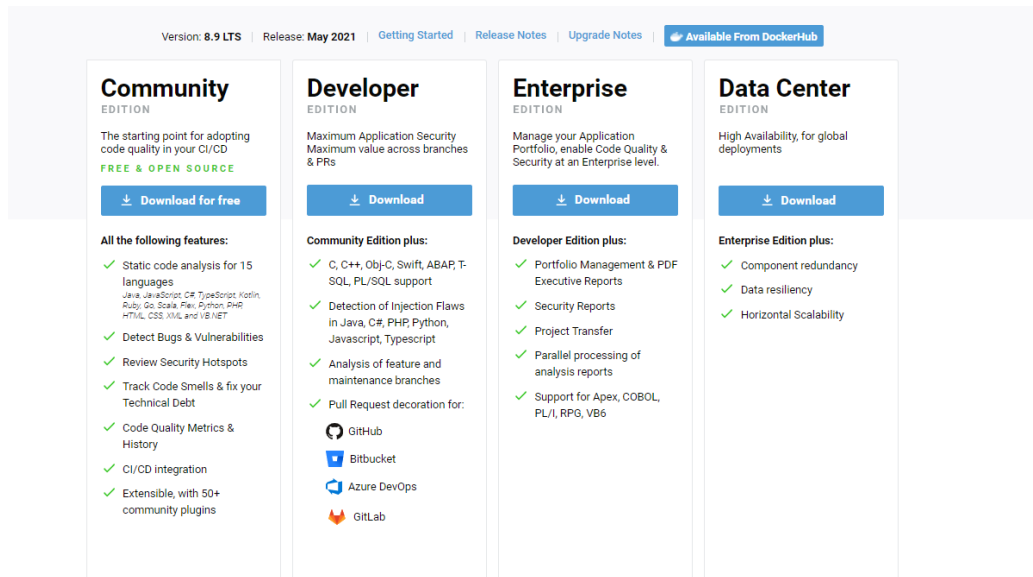 Version: 8.9 LTS | Release: May 2021 | Getting Started | Release Notes | Upgrade Notes | Available From DockerHub
Community
EDITION
The starting point for adopting
code quality in your CI/CD
FREE & OPEN SOURCE
Download for free
All the following features:
Static code analysis for 15
languages
Java, JavaScript, C#, TypeScript, Kotlin,
Ruby, Go, Scala, Flex, Python, PHP,
HTML, CSS, XML and VB.NET
Detect Bugs & Vulnerabilities
Review Security Hotspots
Track Code Smells & fix your
Technical Debt
Code Quality Metrics &
History
CI/CD integration
Extensible, with 50+
community plugins
Developer
EDITION
Maximum Application Security
Maximum value across branches
& PRs
Download
Community Edition plus:
C, C++, Obj-C, Swift, ABAP, T-
SQL, PL/SQL support
Detection of Injection Flaws
in Java, C#, PHP, Python,
Javascript, Typescript
Analysis of feature and
maintenance branches
Pull Request decoration for:
GitHub
Bitbucket
Azure DevOps
GitLab
Enterprise
EDITION
Manage your Application
Portfolio, enable Code Quality &
Security at an Enterprise level.
Download
Developer Edition plus:
Portfolio Management & PDF
Executive Reports
Security Reports
Project Transfer
Parallel processing of
analysis reports
Support for Apex, COBOL,
PL/I, RPG, VB6
Data Center
EDITION
High Availability, for global
deployments
Download
Enterprise Edition plus:
Component redundancy
Data resiliency
Horizontal Scalability